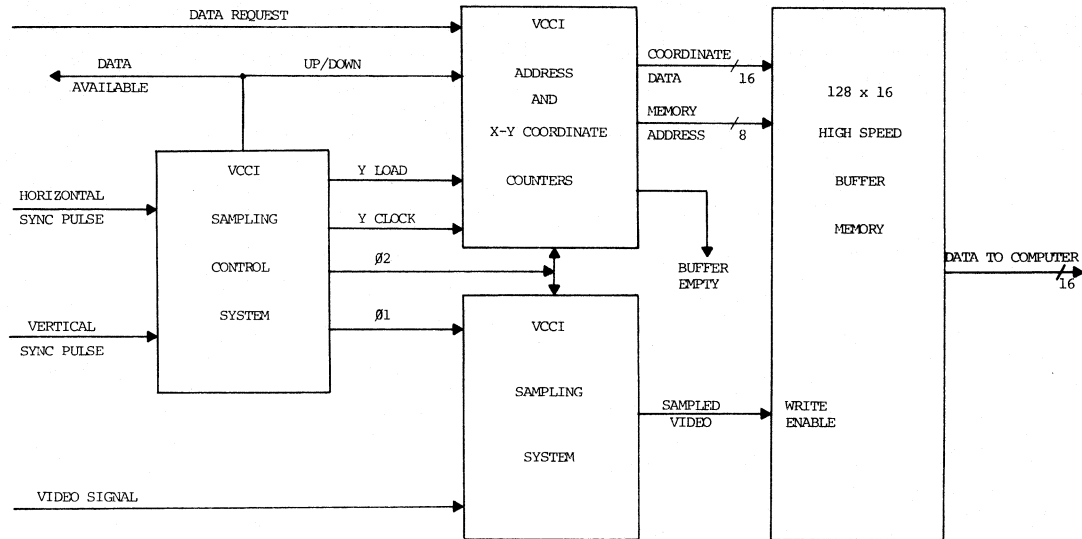 DATA REQUEST
DATA
AVAILABLE
UP/DOWN
VCCI
ADDRESS
AND
X-Y COORDINATE
COUNTERS
COORDINATE
DATA
16
MEMORY
ADDRESS
8
128 x 16
HIGH SPEED
BUFFER
MEMORY
HORIZONTAL
SYNC PULSE
VERTICAL
SYNC PULSE
VCCI
SAMPLING
CONTROL
SYSTEM
Y LOAD
Y CLOCK
Ø2
Ø1
BUFFER
EMPTY
VCCI
SAMPLING
SYSTEM
SAMPLED
VIDEO
WRITE
ENABLE
DATA TO COMPUTER
16
VIDEO SIGNAL